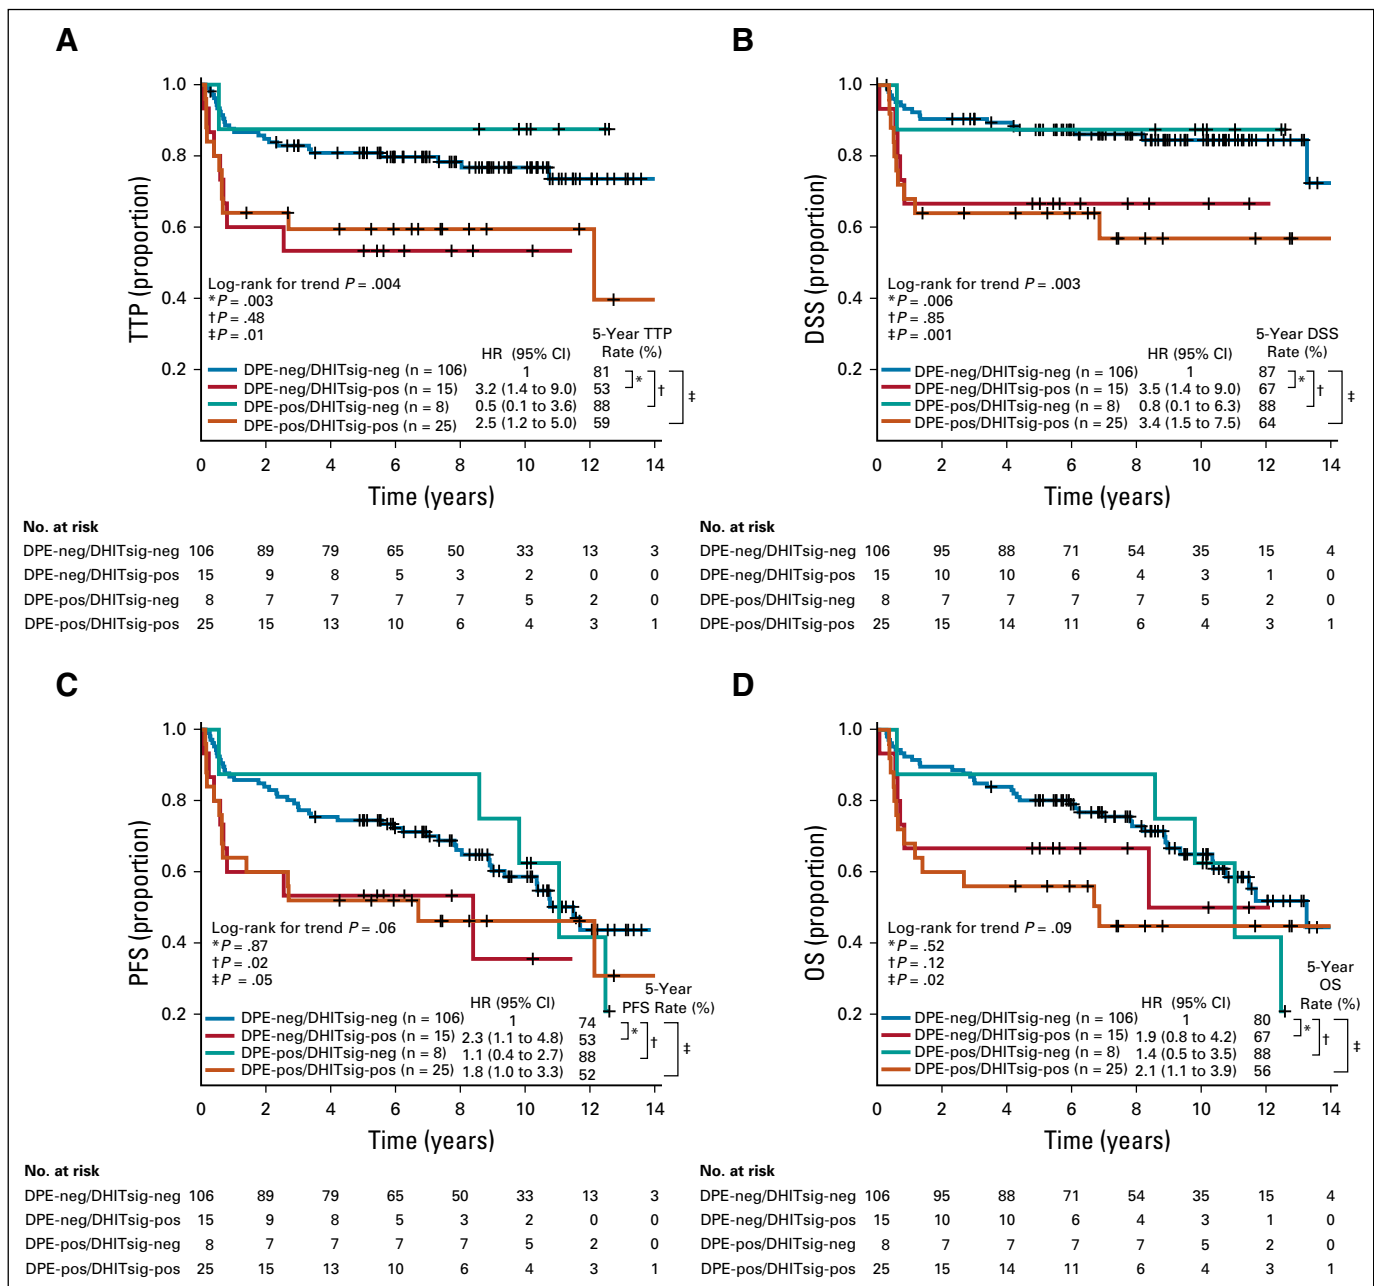 A
TTP (proportion)
1.0
0.8
0.6
0.4
0.2
Log-rank for trend P = .004
*P = .003
†P = .48
‡P = .01
HR (95% CI)
5-Year TTP
Rate (%)
DPE-neg/DHITsig-neg (n = 106) 1 81
DPE-neg/DHITsig-pos (n = 15) 3.2 (1.4 to 9.0) 53
DPE-pos/DHITsig-neg (n = 8) 0.5 (0.1 to 3.6) 88
DPE-pos/DHITsig-pos (n = 25) 2.5 (1.2 to 5.0) 59
* † ‡
0 2 4 6 8 10 12 14
Time (years)
No. at risk
DPE-neg/DHITsig-neg 106 89 79 65 50 33 13 3
DPE-neg/DHITsig-pos 15 9 8 5 3 2 0 0
DPE-pos/DHITsig-neg 8 7 7 7 7 5 2 0
DPE-pos/DHITsig-pos 25 15 13 10 6 4 3 1
B
DSS (proportion)
1.0
0.8
0.6
0.4
0.2
Log-rank for trend P = .003
*P = .006
†P = .85
‡P = .001
HR (95% CI)
5-Year DSS
Rate (%)
DPE-neg/DHITsig-neg (n = 106) 1 87
DPE-neg/DHITsig-pos (n = 15) 3.5 (1.4 to 9.0) 67
DPE-pos/DHITsig-neg (n = 8) 0.8 (0.1 to 6.3) 88
DPE-pos/DHITsig-pos (n = 25) 3.4 (1.5 to 7.5) 64
* † ‡
0 2 4 6 8 10 12 14
Time (years)
No. at risk
DPE-neg/DHITsig-neg 106 95 88 71 54 35 15 4
DPE-neg/DHITsig-pos 15 10 10 6 4 3 1 0
DPE-pos/DHITsig-neg 8 7 7 7 7 5 2 0
DPE-pos/DHITsig-pos 25 15 14 11 6 4 3 1
C
PFS (proportion)
1.0
0.8
0.6
0.4
0.2
Log-rank for trend P = .06
*P = .87
†P = .02
‡P = .05
HR (95% CI)
5-Year
PFS Rate (%)
DPE-neg/DHITsig-neg (n = 106) 1 74
DPE-neg/DHITsig-pos (n = 15) 2.3 (1.1 to 4.8) 53
DPE-pos/DHITsig-neg (n = 8) 1.1 (0.4 to 2.7) 88
DPE-pos/DHITsig-pos (n = 25) 1.8 (1.0 to 3.3) 52
* † ‡
0 2 4 6 8 10 12 14
Time (years)
No. at risk
DPE-neg/DHITsig-neg 106 89 79 65 50 33 13 3
DPE-neg/DHITsig-pos 15 9 8 5 3 2 0 0
DPE-pos/DHITsig-neg 8 7 7 7 7 5 2 0
DPE-pos/DHITsig-pos 25 15 13 10 6 4 3 1
D
OS (proportion)
1.0
0.8
0.6
0.4
0.2
Log-rank for trend P = .09
*P = .52
†P = .12
‡P = .02
HR (95% CI)
5-Year
OS
Rate (%)
DPE-neg/DHITsig-neg (n = 106) 1 80
DPE-neg/DHITsig-pos (n = 15) 1.9 (0.8 to 4.2) 67
DPE-pos/DHITsig-neg (n = 8) 1.4 (0.5 to 3.5) 88
DPE-pos/DHITsig-pos (n = 25) 2.1 (1.1 to 3.9) 56
* † ‡
0 2 4 6 8 10 12 14
Time (years)
No. at risk
DPE-neg/DHITsig-neg 106 95 88 71 54 35 15 4
DPE-neg/DHITsig-pos 15 10 10 6 4 3 1 0
DPE-pos/DHITsig-neg 8 7 7 7 7 5 2 0
DPE-pos/DHITsig-pos 25 15 14 11 6 4 3 1